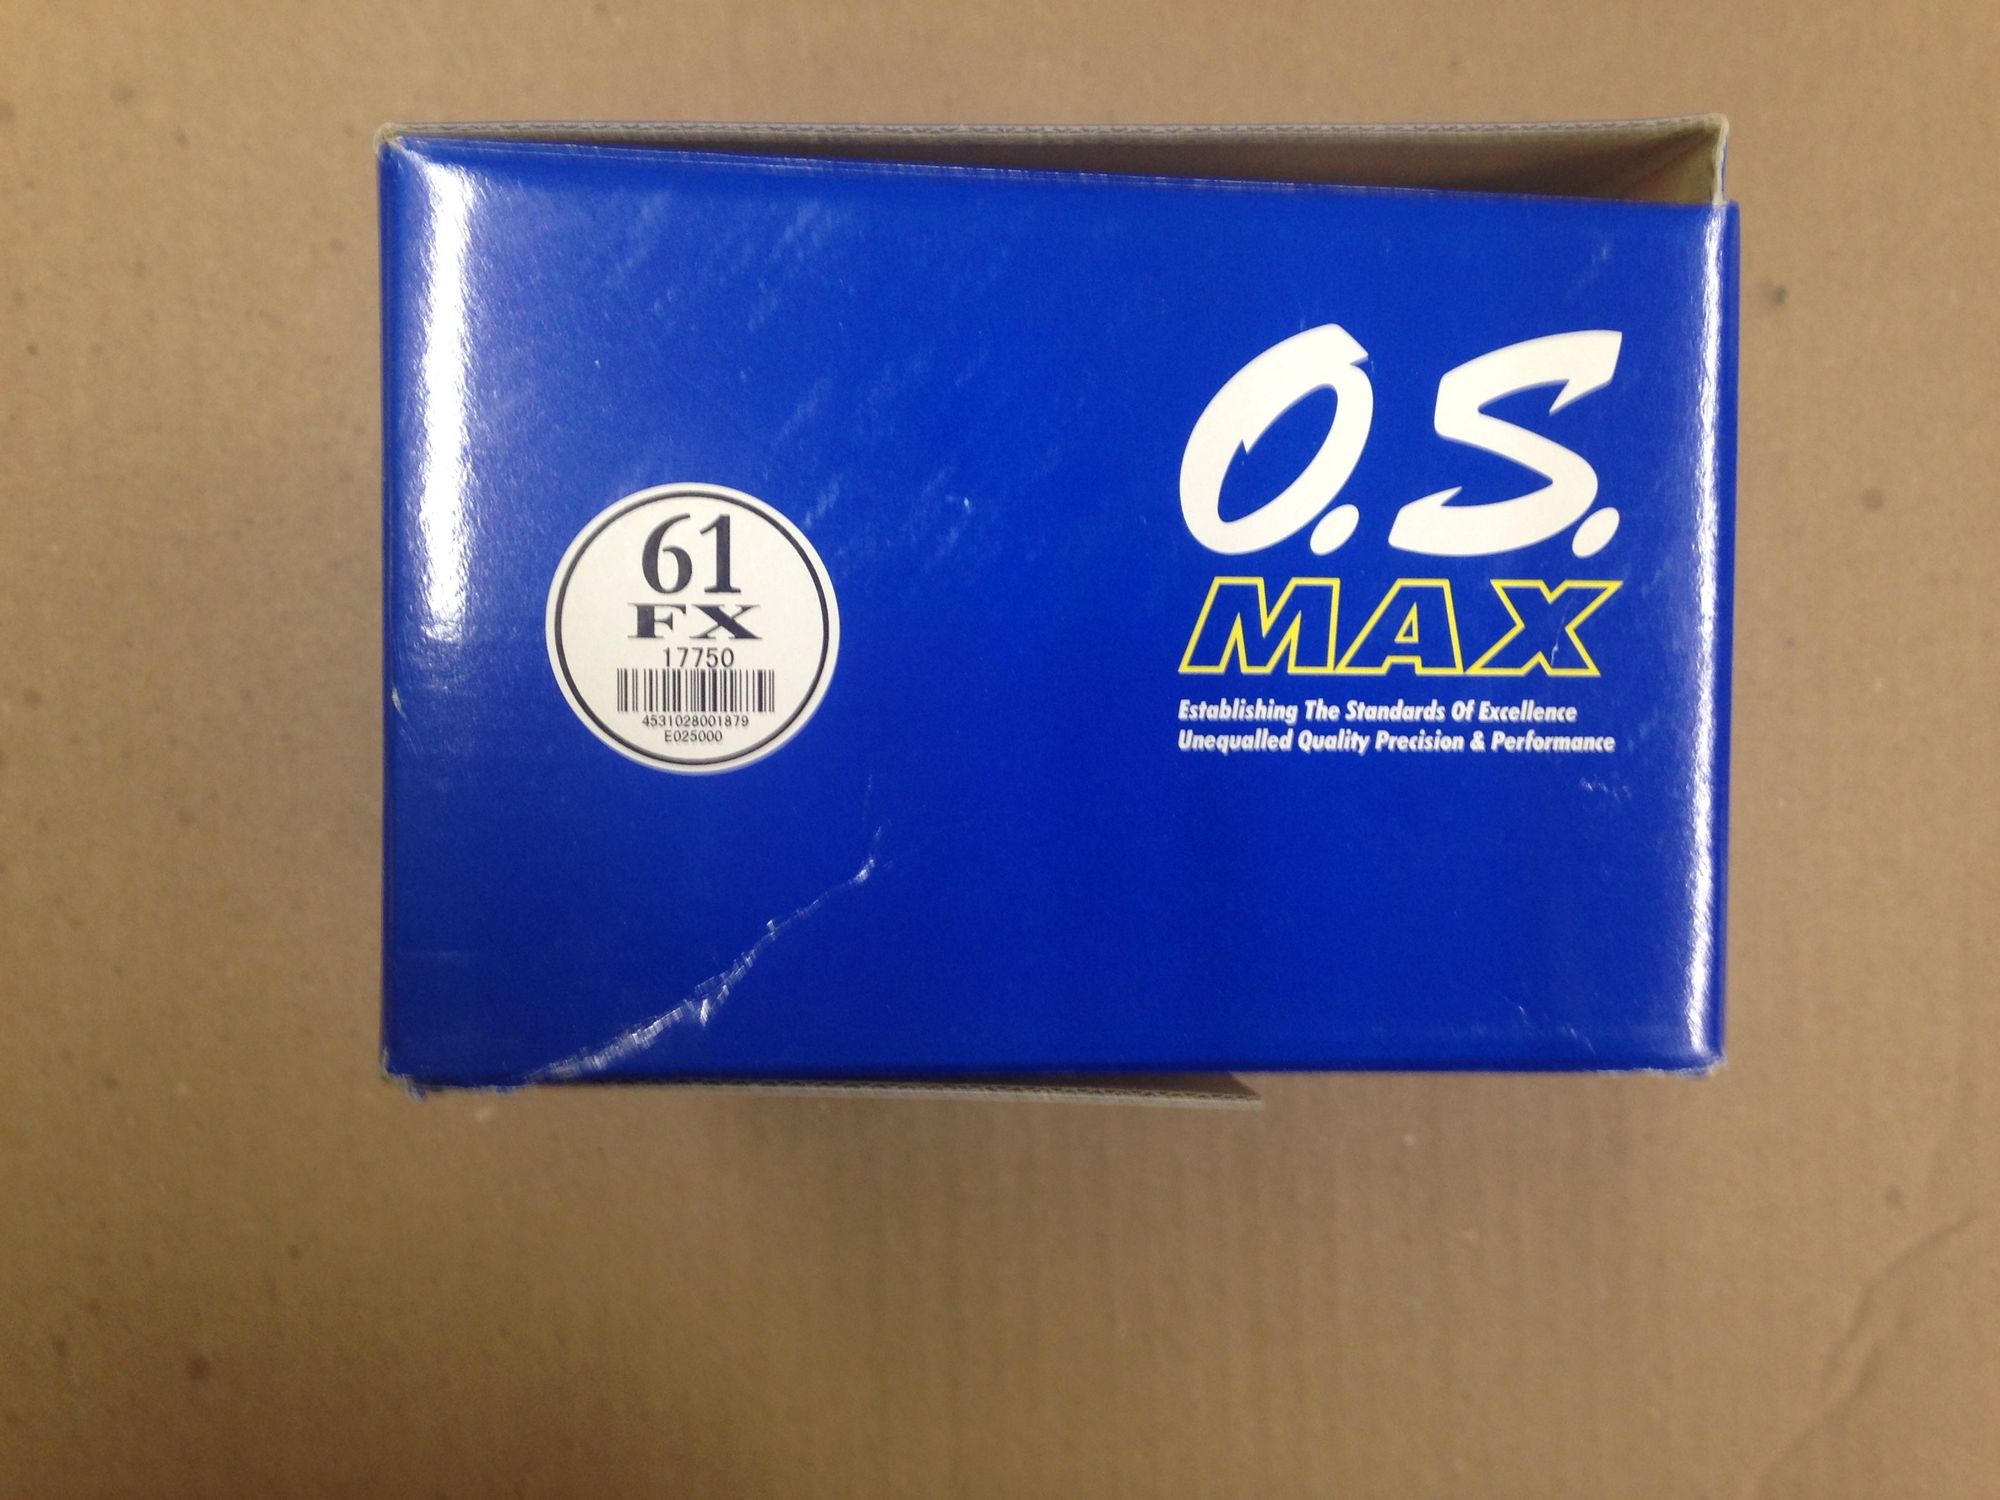 61
FX
17750
4531028001879
E025000
O.S.
MAX
Establishing The Standards Of Excellence
Unequalled Quality Precision & Performance